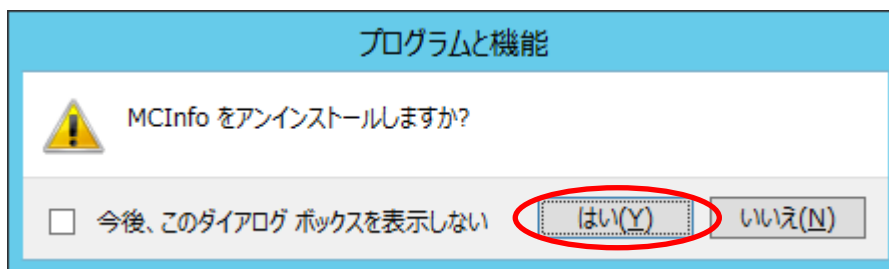 プログラムと機能
MCInfo をアンインストールしますか?
今後、このダイアログ ボックスを表示しない
はい(Y)
いいえ(N)